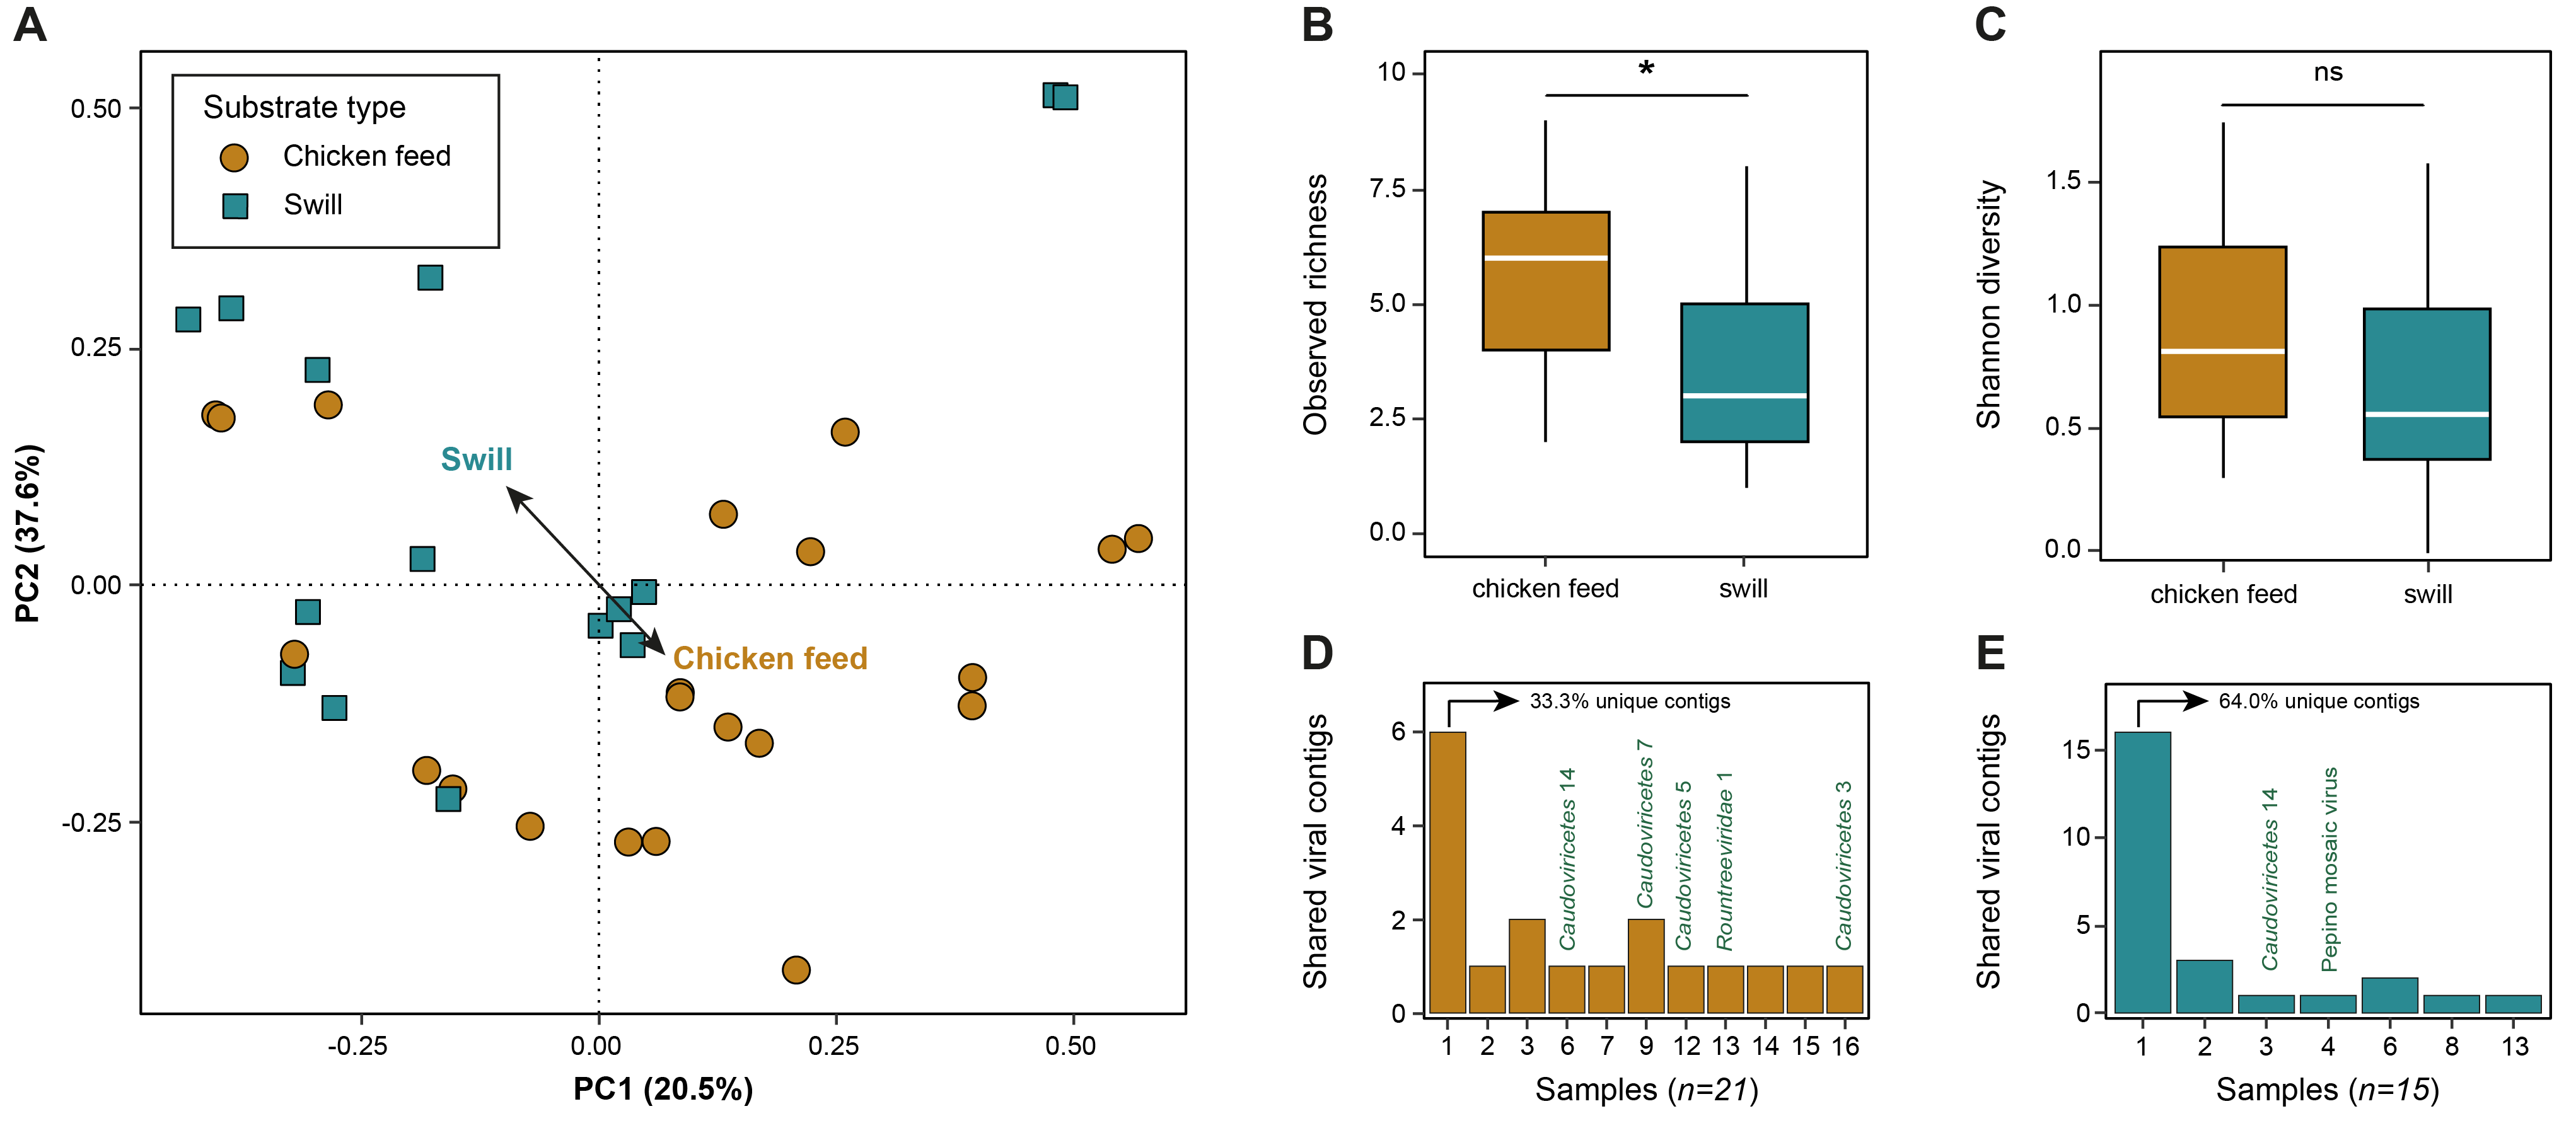 A
Substrate type
Chicken feed
Swill
0.50
0.25
0.00
-0.25
PC2 (37.6%)
Swill
Chicken feed
-0.25
0.00
0.25
0.50
PC1 (20.5%)
B
*
10
7.5
5.0
2.5
0.0
Observed richness
chicken feed
swill
C
ns
1.5
1.0
0.5
0.0
Shannon diversity
chicken feed
swill
D
33.3% unique contigs
6
4
2
0
Shared viral contigs
Caudoviricetes 14
Caudoviricetes 7
Caudoviricetes 5
Rountreeviridae 1
Caudoviricetes 3
1 2 3 6 7 9 12 13 14 15 16
Samples (n=21)
E
64.0% unique contigs
15
10
5
0
Shared viral contigs
Caudoviricetes 14
Pepino mosaic virus
1 2 3 4 6 8 13
Samples (n=15)